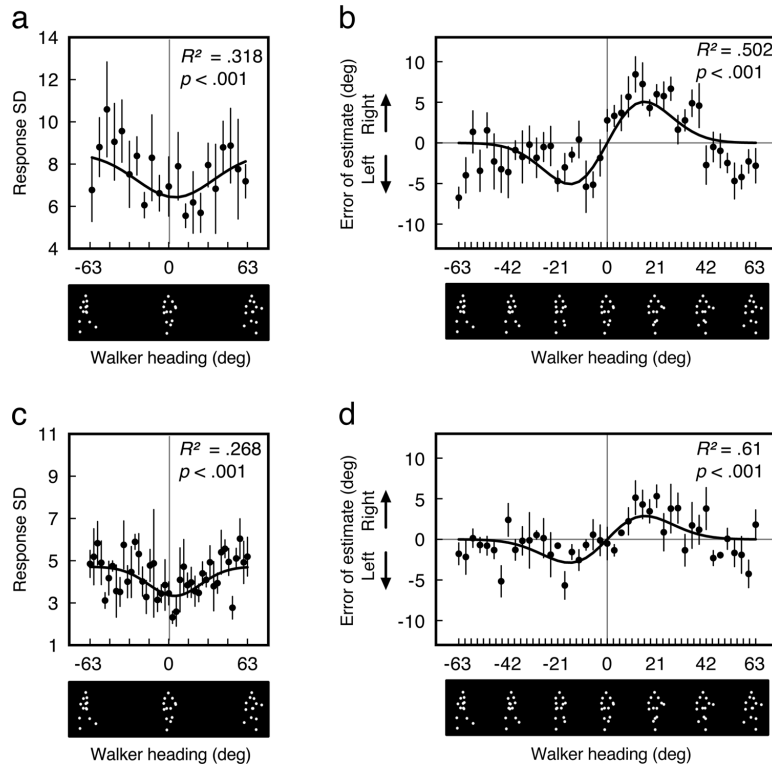 a
14
12
10
8
6
4
Response SD
R² = .318
p < .001
-63
0
63
Walker heading (deg)
b
10
5
0
-5
-10
Error of estimate (deg)
Left
Right
R² = .502
p < .001
-63
-42
-21
0
21
42
63
Walker heading (deg)
c
11
9
7
5
3
1
Response SD
R² = .268
p < .001
-63
0
63
Walker heading (deg)
d
10
5
0
-5
-10
Error of estimate (deg)
Left
Right
R² = .61
p < .001
-63
-42
-21
0
21
42
63
Walker heading (deg)